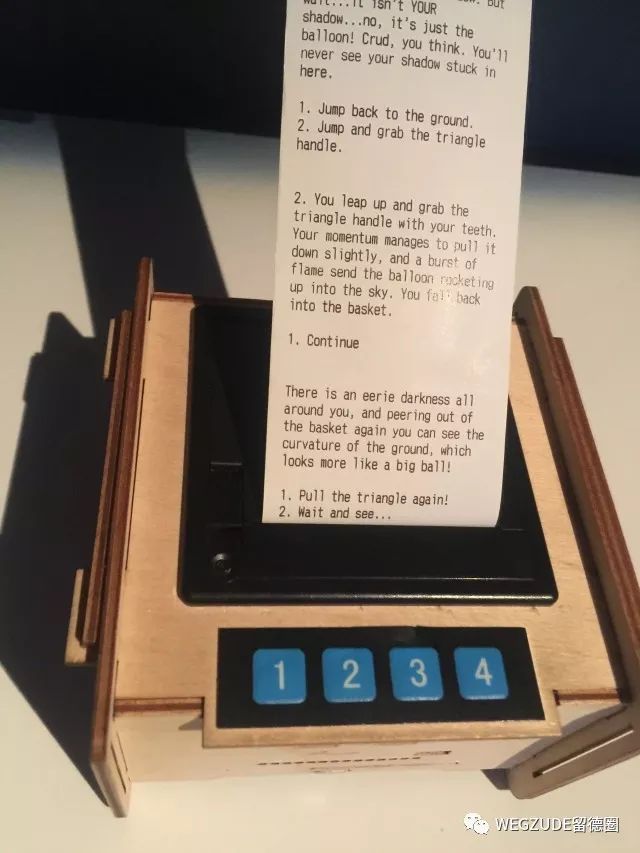 wait...it isn't YOUR
shadow...no, it's just the
balloon! Crud, you think. You'll
never see your shadow stuck in
here.
1. Jump back to the ground.
2. Jump and grab the triangle
handle.
2. You leap up and grab the
triangle handle with your teeth.
Your momentum manages to pull it
down slightly, and a burst of
flame send the balloon rocketing
up into the sky. You fall back
into the basket.
1. Continue
There is an eerie darkness all
around you, and peering out of
the basket again you can see the
curvature of the ground, which
looks more like a big ball!
1. Pull the triangle again!
2. Wait and see...
1 2 3 4
WEGZUDE留德圈